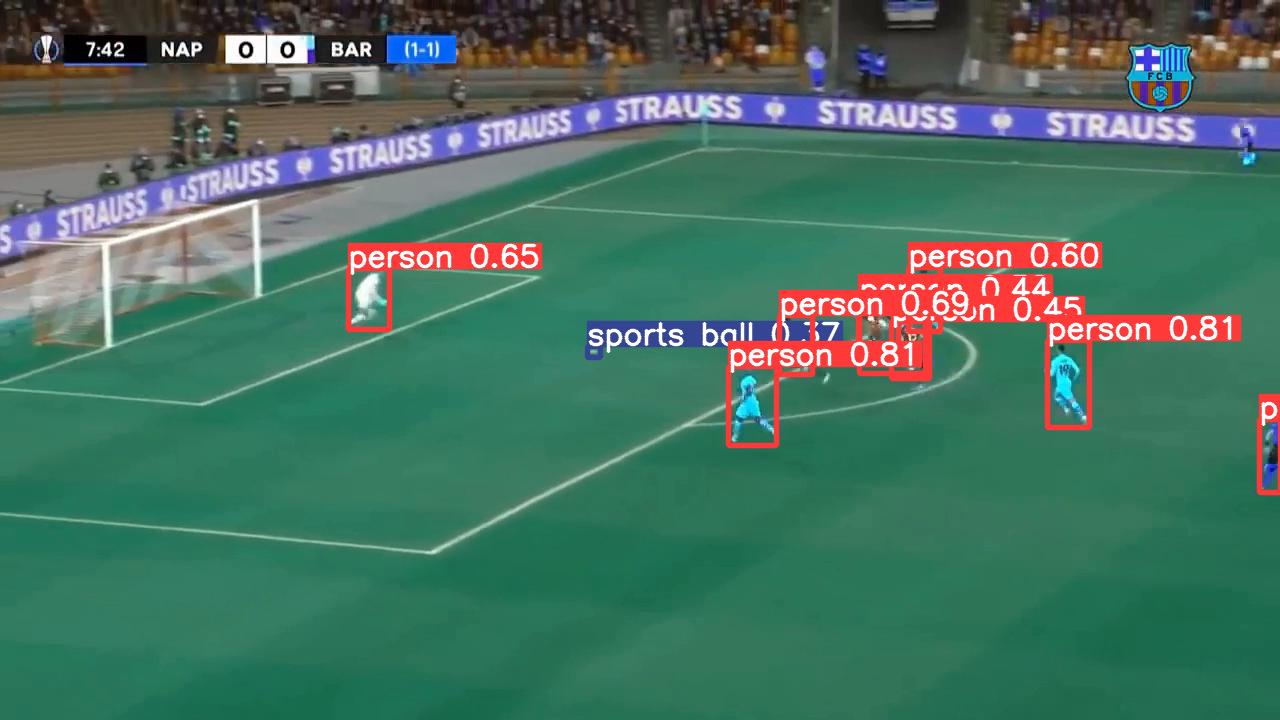 7:42 NAP 0 0 BAR (1-1)
FCB
STRAUSS STRAUSS STRAUSS STRAUSS STRAUSS STRAUSS STRAUSS
person 0.65
person 0.60
person 0.44
person 0.69
person 0.45
sports ball 0.37
person 0.81
person 0.81
p